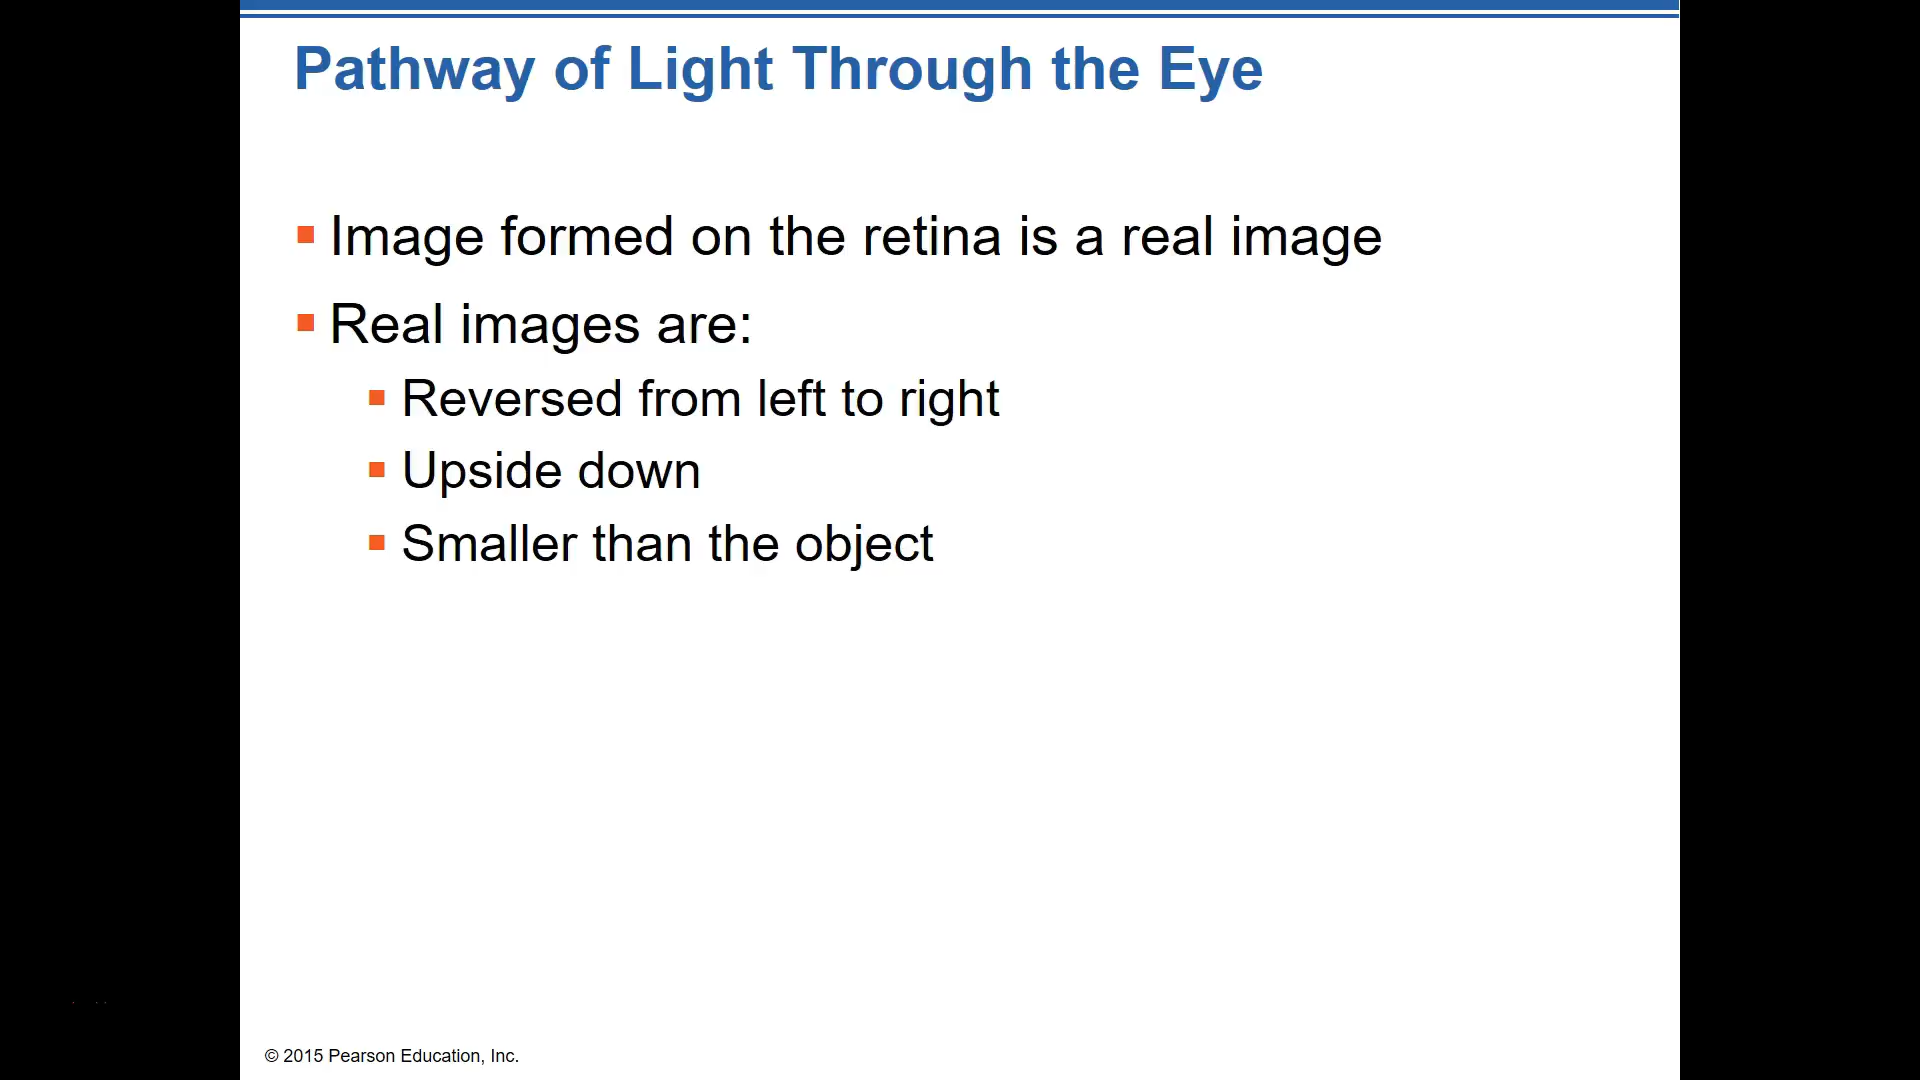 Pathway of Light Through the Eye
Image formed on the retina is a real image
Real images are:
Reversed from left to right
Upside down
Smaller than the object
© 2015 Pearson Education, Inc.